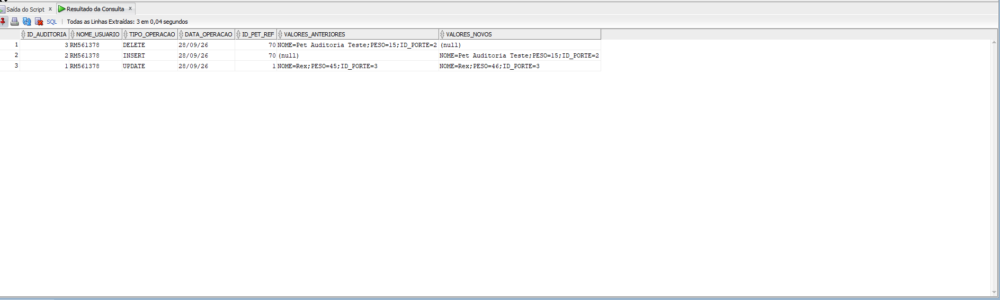 Saída do Script x Resultado da Consulta x
SQL | Todas as Linhas Extraídas: 3 em 0,04 segundos
ID_AUDITORIA NOME_USUARIO TIPO_OPERACAO DATA_OPERACAO ID_PET_REF VALORES_ANTERIORES VALORES_NOVOS
1 3 RM561378 DELETE 28/09/26 70 NOME=Pet Auditoria Teste;PESO=15;ID_PORTE=2 (null)
2 2 RM561378 INSERT 28/09/26 70 (null) NOME=Pet Auditoria Teste;PESO=15;ID_PORTE=2
3 1 RM561378 UPDATE 28/09/26 1 NOME=Rex;PESO=45;ID_PORTE=3 NOME=Rex;PESO=46;ID_PORTE=3